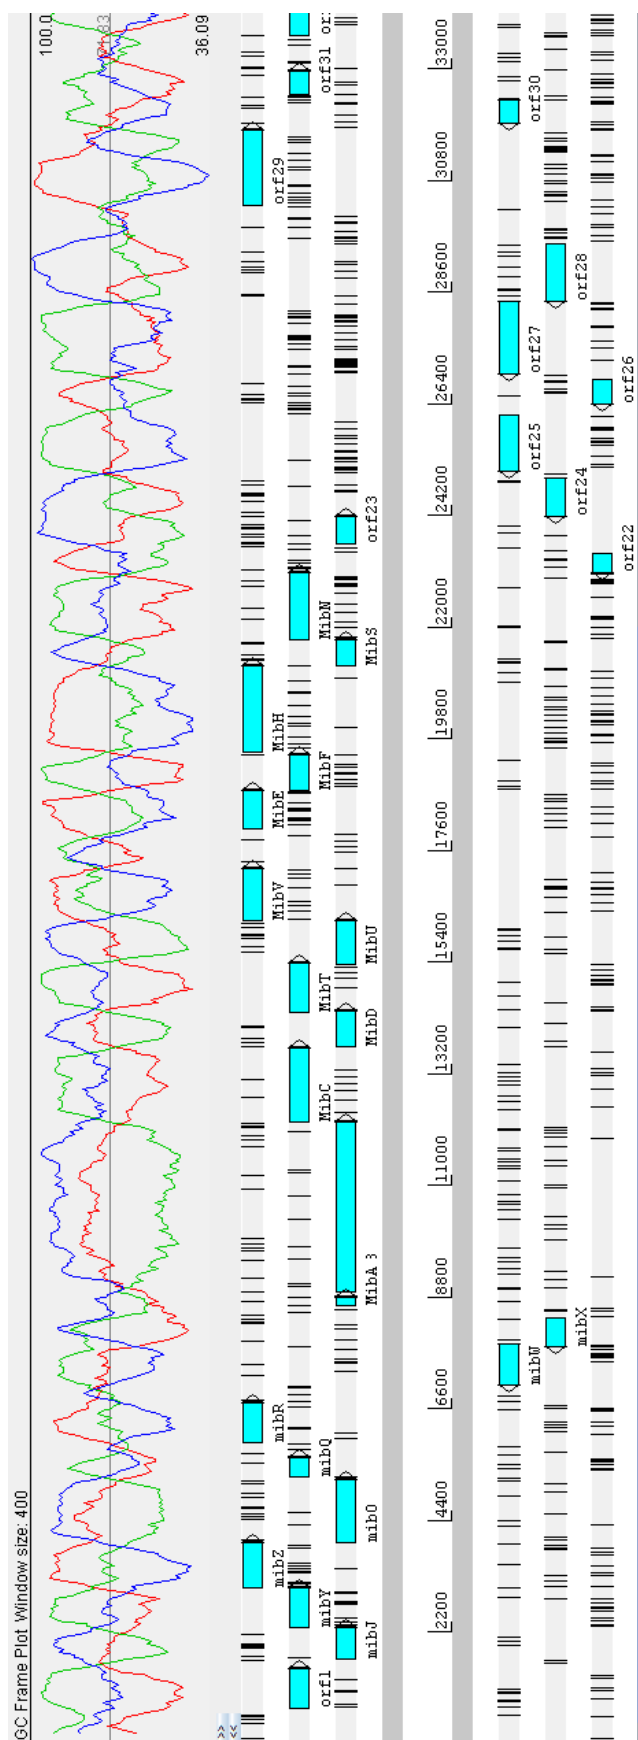 GC Frame Plot Window size: 400
100.0
36.09
mibZ mibR MibV MibE MibH orf29
orf1 mibY mibQ MibC MibT MibF MibN orf31
mibJ mibO MibA MibD MibU MibS orf23
2200 4400 6600 8800 11000 13200 15400 17600 19800 22000 24200 26400 28600 30800 33000
mibW orf25 orf27 orf30
mibX orf24 orf28
orf22 orf26